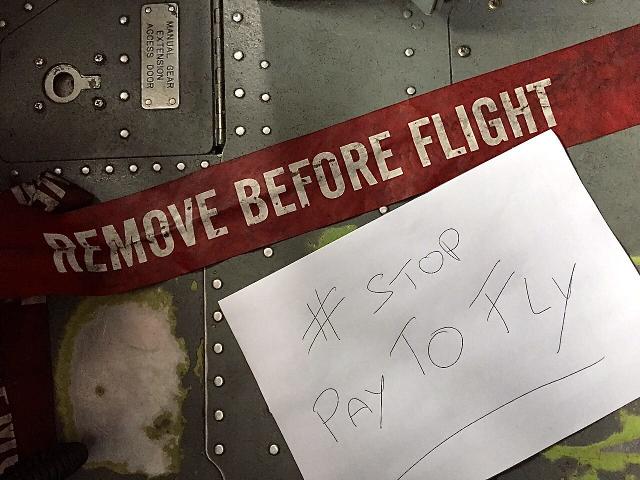 MANUAL GEAR
EXTENSION
ACCESS DOOR
REMOVE BEFORE FLIGHT
# STOP
PAY TO FLY